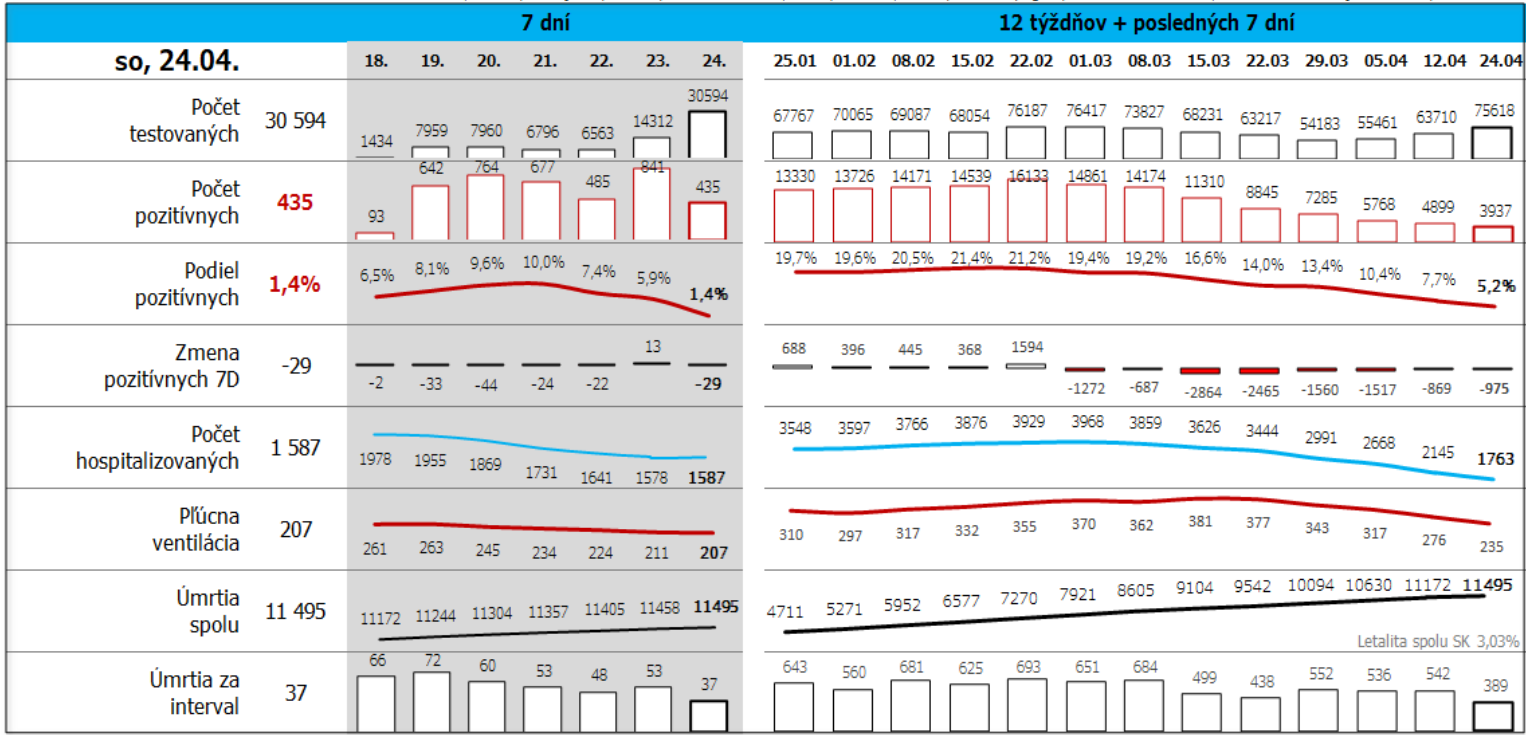 7 dní
12 týždňov + posledných 7 dní
so, 24.04.
18. 19. 20. 21. 22. 23. 24.
25.01 01.02 08.02 15.02 22.02 01.03 08.03 15.03 22.03 29.03 05.04 12.04 24.04
Počet
testovaných
30 594
1434 7959 7960 6796 6563 14312 30594
67767 70065 69087 68054 76187 76417 73827 68231 63217 54183 55461 63710 75618
Počet
pozitívnych
435
93 642 764 677 485 841 435
13330 13726 14171 14539 16133 14861 14174 11310 8845 7285 5768 4899 3937
Podiel
pozitívnych
1,4%
6,5% 8,1% 9,6% 10,0% 7,4% 5,9% 1,4%
19,7% 19,6% 20,5% 21,4% 21,2% 19,4% 19,2% 16,6% 14,0% 13,4% 10,4% 7,7% 5,2%
Zmena
pozitívnych 7D
-29
-2 -33 -44 -24 -22 13 -29
688 396 445 368 1594 -1272 -687 -2864 -2465 -1560 -1517 -869 -975
Počet
hospitalizovaných
1 587
1978 1955 1869 1731 1641 1578 1587
3548 3597 3766 3876 3929 3968 3859 3626 3444 2991 2668 2145 1763
Pľúcna
ventilácia
207
261 263 245 234 224 211 207
310 297 317 332 355 370 362 381 377 343 317 276 235
Úmrtia
spolu
11 495
11172 11244 11304 11357 11405 11458 11495
4711 5271 5952 6577 7270 7921 8605 9104 9542 10094 10630 11172 11495
Letalita spolu SK 3,03%
Úmrtia za
interval
37
66 72 60 53 48 53 37
643 560 681 625 693 651 684 499 438 552 536 542 389